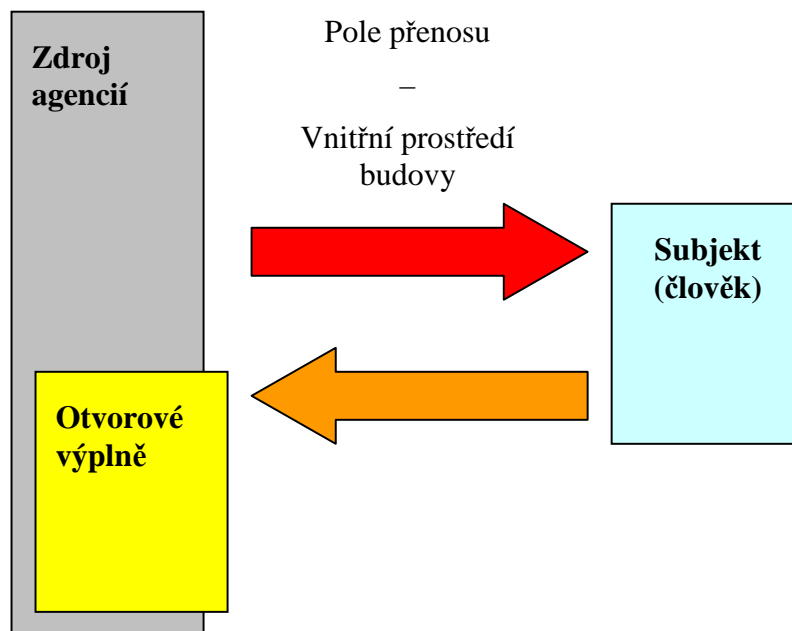 Zdroj
agencií
Pole přenosu
–
Vnitřní prostředí
budovy
Subjekt
(člověk)
Otvorové
výplně